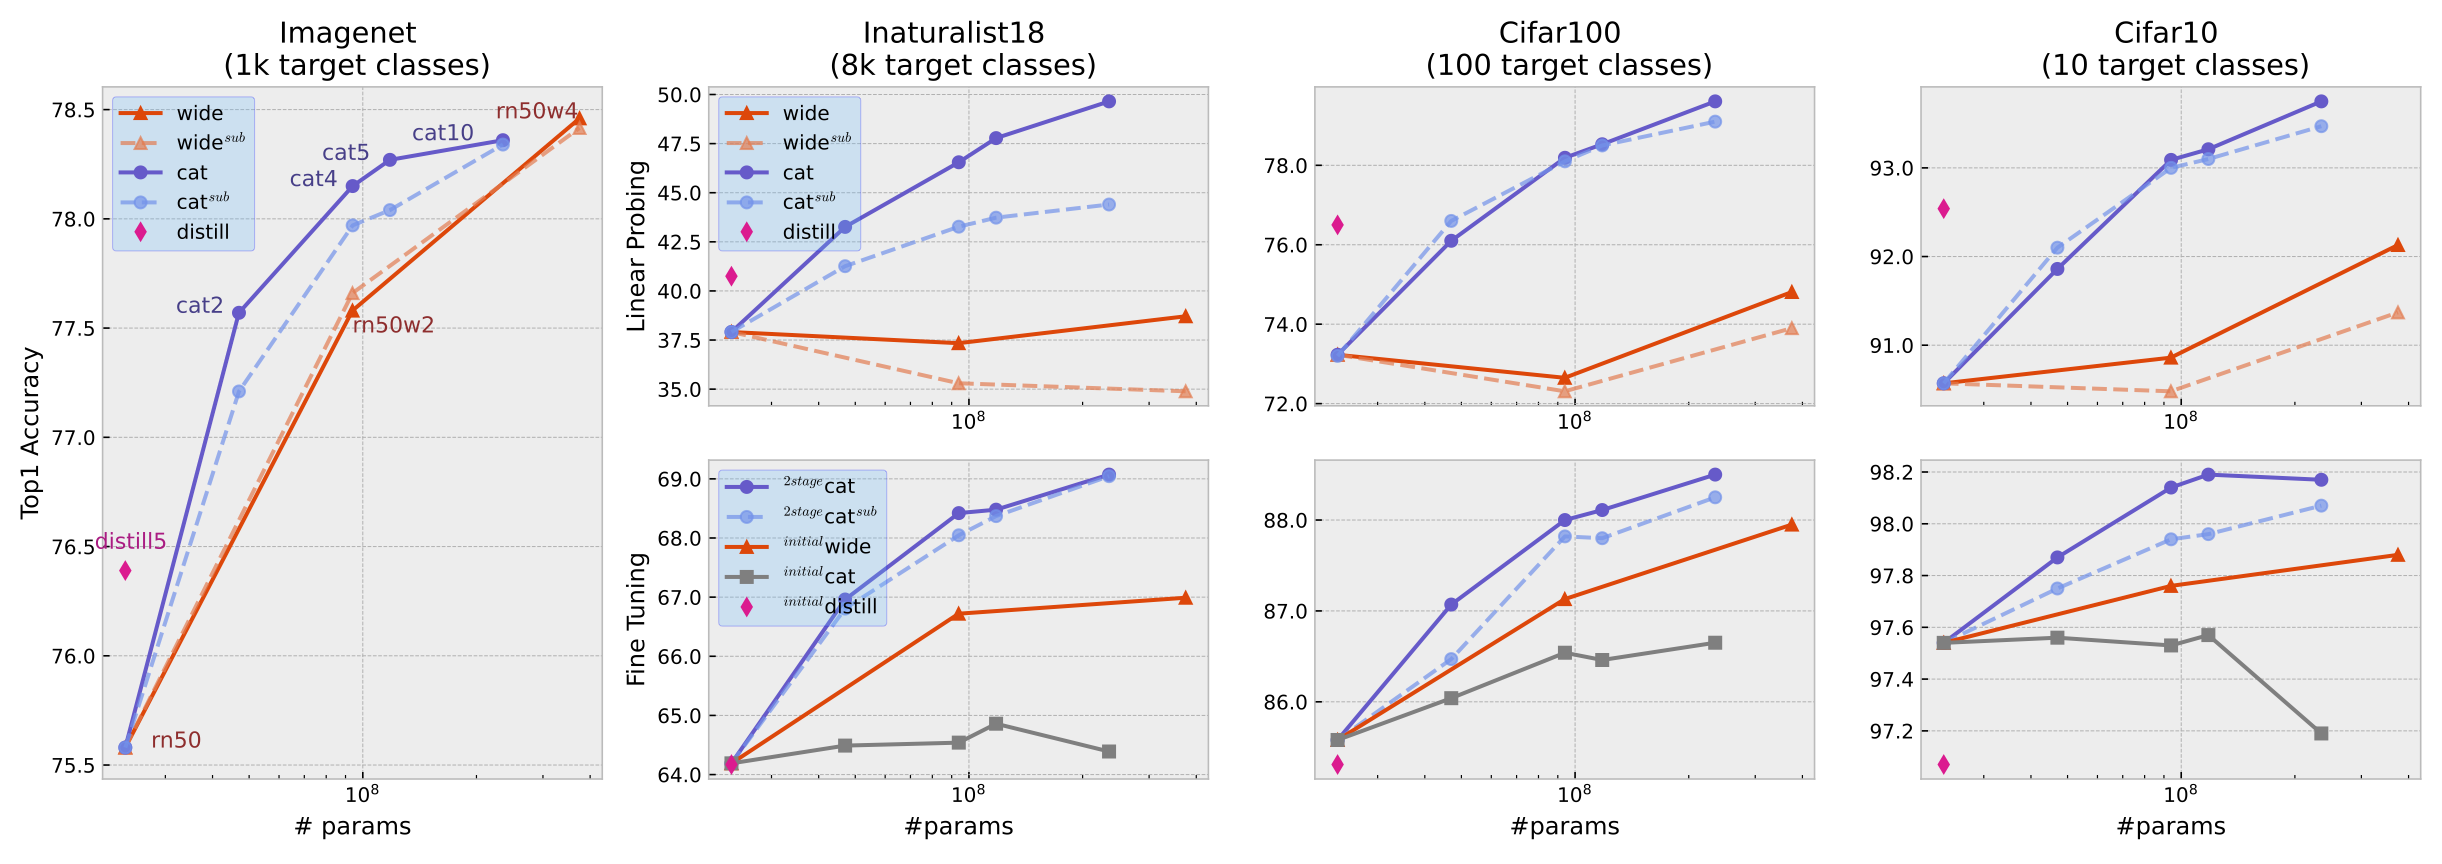 Imagenet
(1k target classes)
Inaturalist18
(8k target classes)
Cifar100
(100 target classes)
Cifar10
(10 target classes)
Top1 Accuracy
78.5
78.0
77.5
77.0
76.5
76.0
75.5
wide
wide^sub
cat
cat^sub
distill
rn50w4
cat10
cat5
cat4
cat2
rn50w2
distill5
rn50
10^8
# params
Linear Probing
50.0
47.5
45.0
42.5
40.0
37.5
35.0
wide
wide^sub
cat
cat^sub
distill
10^8
78.0
76.0
74.0
72.0
10^8
93.0
92.0
91.0
10^8
Fine Tuning
69.0
68.0
67.0
66.0
65.0
64.0
^2stage cat
^2stage cat^sub
^initial wide
^initial cat
^initial distill
10^8
#params
88.0
87.0
86.0
10^8
#params
98.2
98.0
97.8
97.6
97.4
97.2
10^8
#params